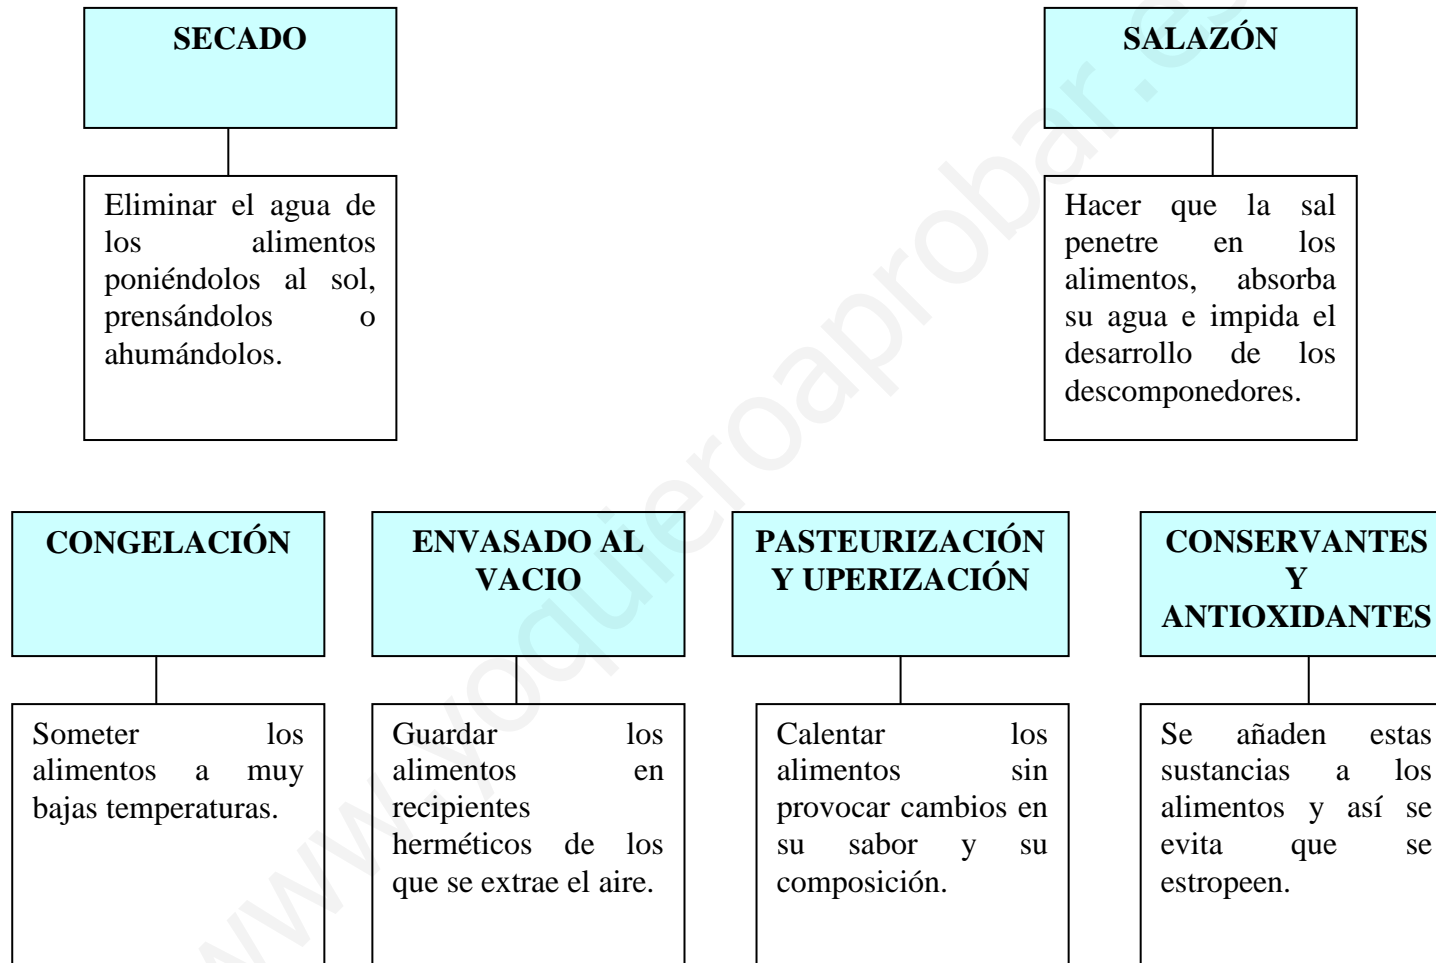 SECADO
Eliminar el agua de
los alimentos
poniéndolos al sol,
prensándolos o
ahumándolos.
SALAZÓN
Hacer que la sal
penetre en los
alimentos, absorba
su agua e impida el
desarrollo de los
descomponedores.
CONGELACIÓN
Someter los
alimentos a muy
bajas temperaturas.
ENVASADO AL
VACIO
Guardar los
alimentos en
recipientes
herméticos de los
que se extrae el aire.
PASTEURIZACIÓN
Y UPERIZACIÓN
Calentar los
alimentos sin
provocar cambios en
su sabor y su
composición.
CONSERVANTES
Y
ANTIOXIDANTES
Se añaden estas
sustancias a los
alimentos y así se
evita que se
estropeen.
www.yoquieroaprobar.es